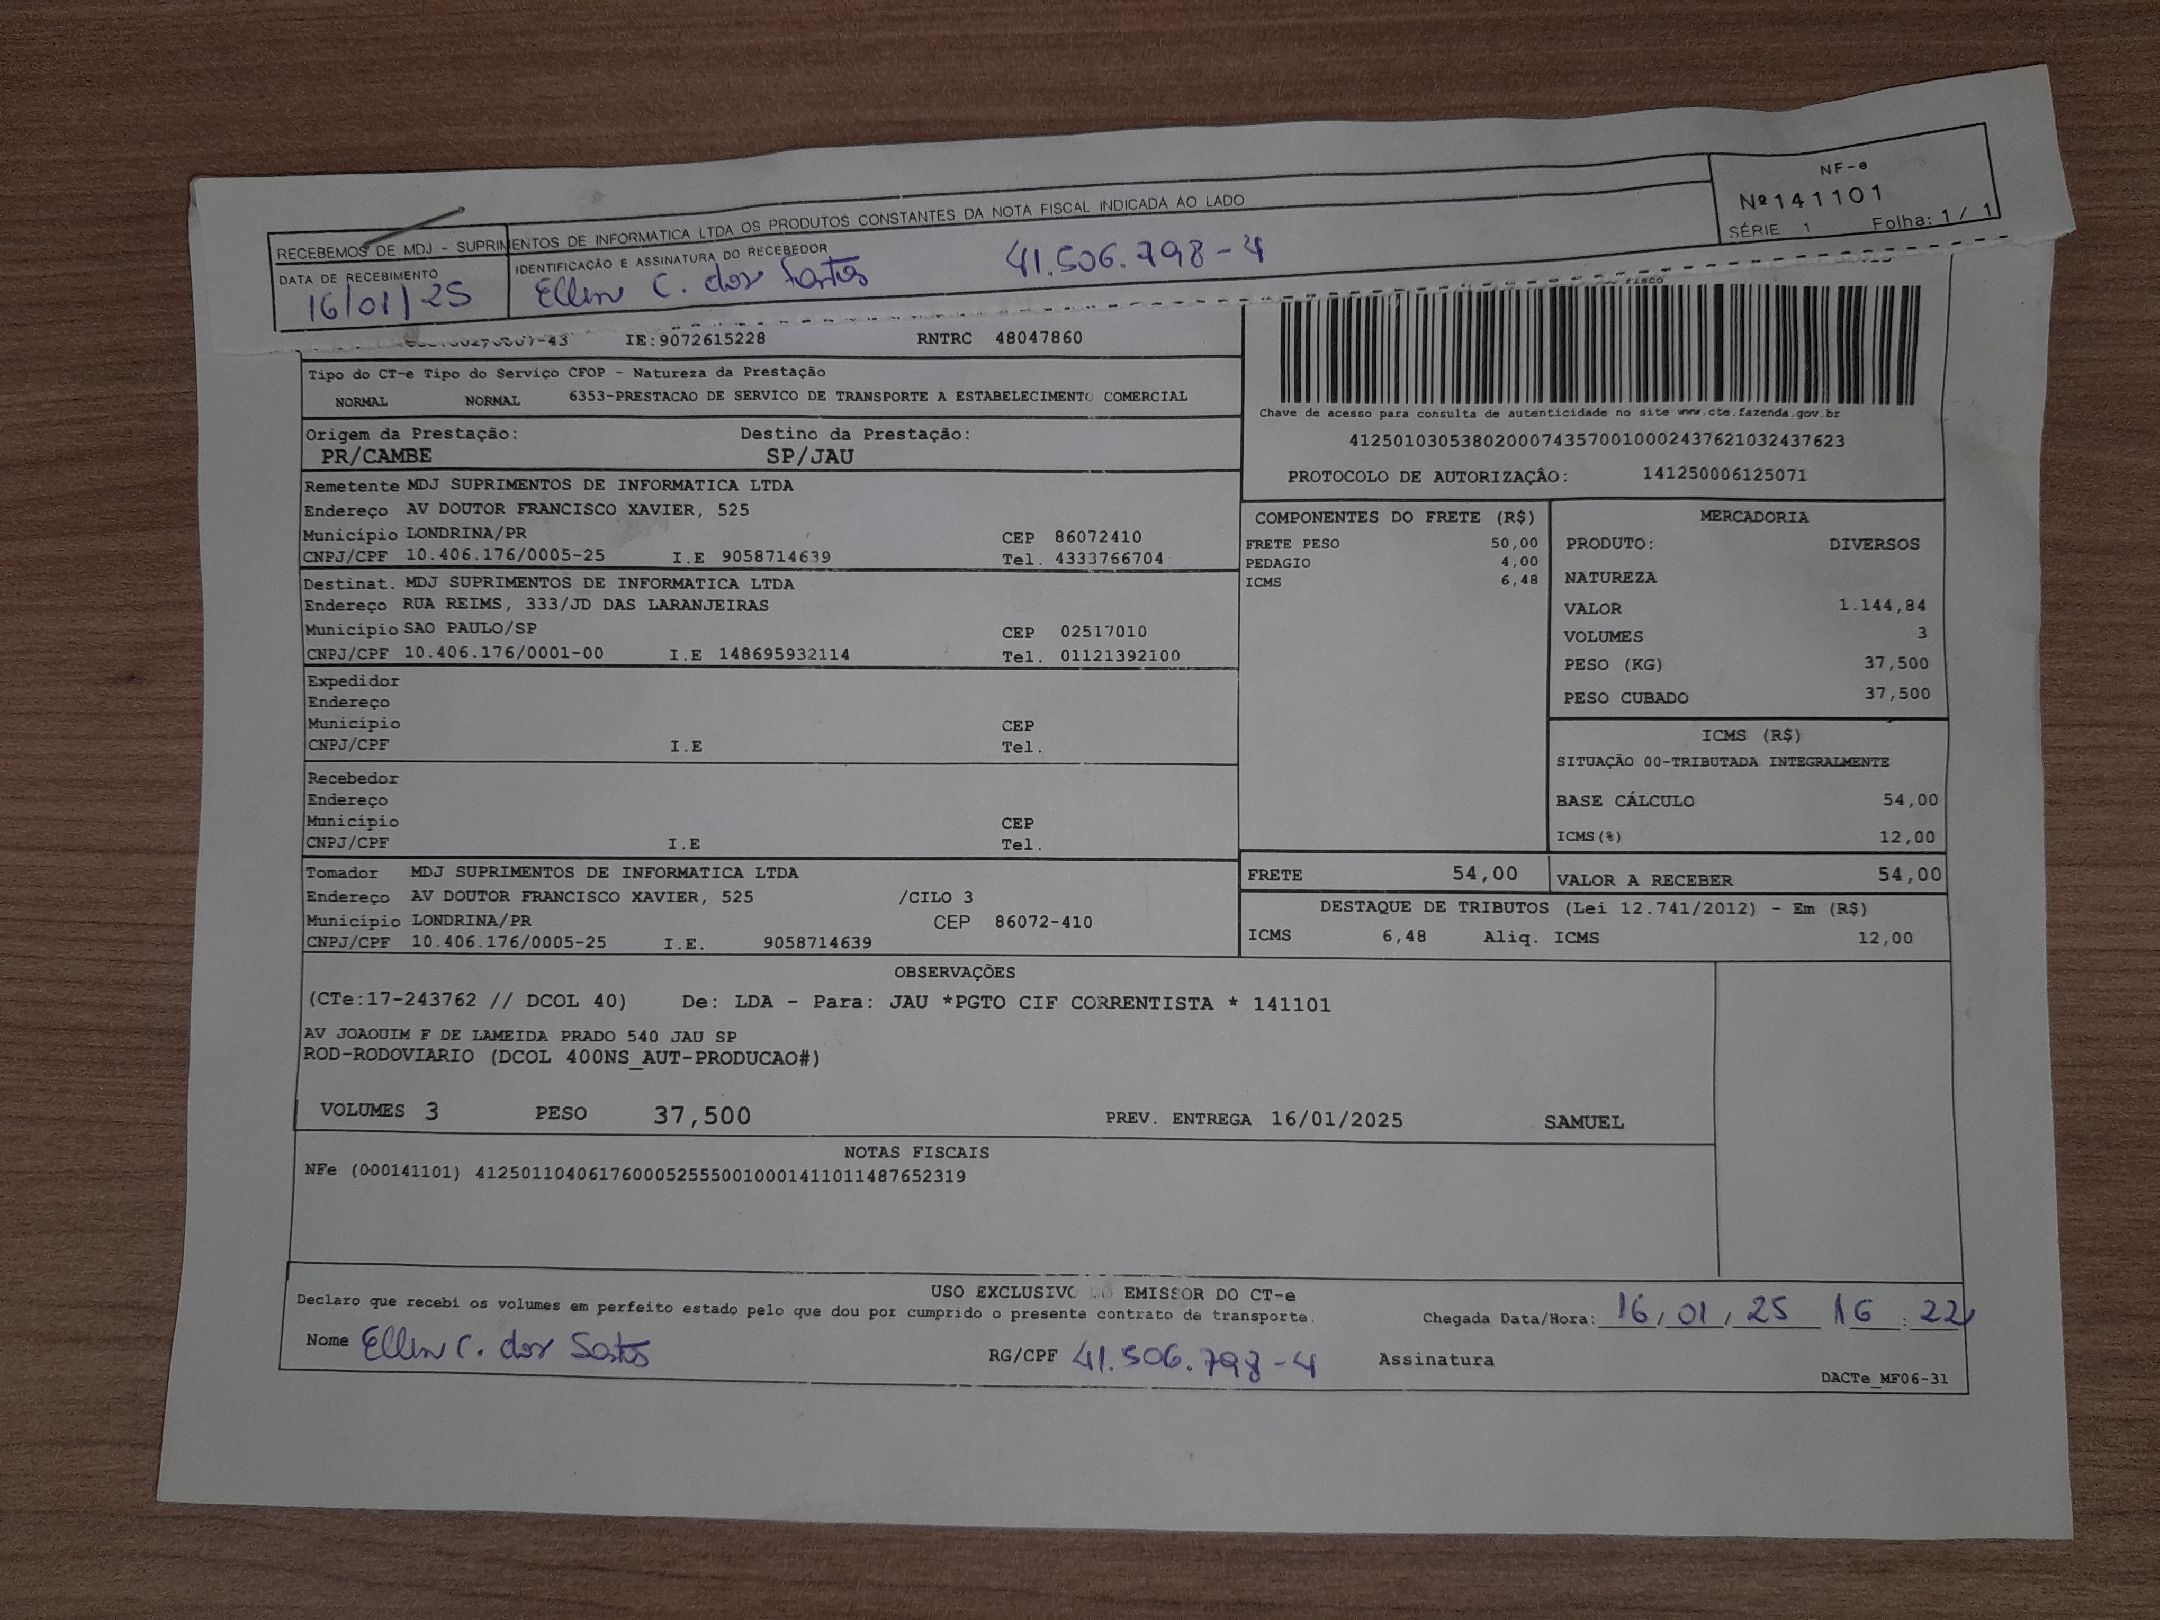 RECEBEMOS DE MDJ - SUPRIMENTOS DE INFORMATICA LTDA OS PRODUTOS CONSTANTES DA NOTA FISCAL INDICADA AO LADO
NF-e
Nº141101
SÉRIE 1 Folha: 1 / 1
DATA DE RECEBIMENTO
16/01/25
IDENTIFICAÇÃO E ASSINATURA DO RECEBEDOR
Ellen C. dos Santos 41.506.798-4
IE:9072615228 RNTRC 48047860
Tipo do CT-e Tipo do Serviço CFOP - Natureza da Prestação
NORMAL NORMAL 6353-PRESTACAO DE SERVICO DE TRANSPORTE A ESTABELECIMENTO COMERCIAL
Chave de acesso para consulta de autenticidade no site www.cte.fazenda.gov.br
41250103053802000743570010002437621032437623
PROTOCOLO DE AUTORIZAÇÂO: 141250006125071
Origem da Prestação: Destino da Prestação:
PR/CAMBE SP/JAU
Remetente MDJ SUPRIMENTOS DE INFORMATICA LTDA
Endereço AV DOUTOR FRANCISCO XAVIER, 525
Município LONDRINA/PR CEP 86072410
CNPJ/CPF 10.406.176/0005-25 I.E 9058714639 Tel. 4333766704
Destinat. MDJ SUPRIMENTOS DE INFORMATICA LTDA
Endereço RUA REIMS, 333/JD DAS LARANJEIRAS
Município SAO PAULO/SP CEP 02517010
CNPJ/CPF 10.406.176/0001-00 I.E 148695932114 Tel. 01121392100
Expedidor
Endereço
Município CEP
CNPJ/CPF I.E Tel.
Recebedor
Endereço
Município CEP
CNPJ/CPF I.E Tel.
Tomador MDJ SUPRIMENTOS DE INFORMATICA LTDA
Endereço AV DOUTOR FRANCISCO XAVIER, 525 /CILO 3
Município LONDRINA/PR CEP 86072-410
CNPJ/CPF 10.406.176/0005-25 I.E. 9058714639
COMPONENTES DO FRETE (R$)
FRETE PESO 50,00
PEDAGIO 4,00
ICMS 6,48
MERCADORIA
PRODUTO: DIVERSOS
NATUREZA
VALOR 1.144,84
VOLUMES 3
PESO (KG) 37,500
PESO CUBADO 37,500
ICMS (R$)
SITUAÇÃO 00-TRIBUTADA INTEGRALMENTE
BASE CÁLCULO 54,00
ICMS(%) 12,00
FRETE 54,00 VALOR A RECEBER 54,00
DESTAQUE DE TRIBUTOS (Lei 12.741/2012) - Em (R$)
ICMS 6,48 Aliq. ICMS 12,00
OBSERVAÇÕES
(CTe:17-243762 // DCOL 40) De: LDA - Para: JAU *PGTO CIF CORRENTISTA * 141101
AV JOAQUIM F DE LAMEIDA PRADO 540 JAU SP
ROD-RODOVIARIO (DCOL 400NS_AUT-PRODUCAO#)
VOLUMES 3 PESO 37,500 PREV. ENTREGA 16/01/2025 SAMUEL
NOTAS FISCAIS
NFe (000141101) 41250110406176000525550010001411011487652319
USO EXCLUSIVO DO EMISSOR DO CT-e
Declaro que recebi os volumes em perfeito estado pelo que dou por cumprido o presente contrato de transporte.
Chegada Data/Hora: 16/01/25 16:22
Nome Ellen C. dos Santos RG/CPF 41.506.798-4 Assinatura
DACTe_MF06-31